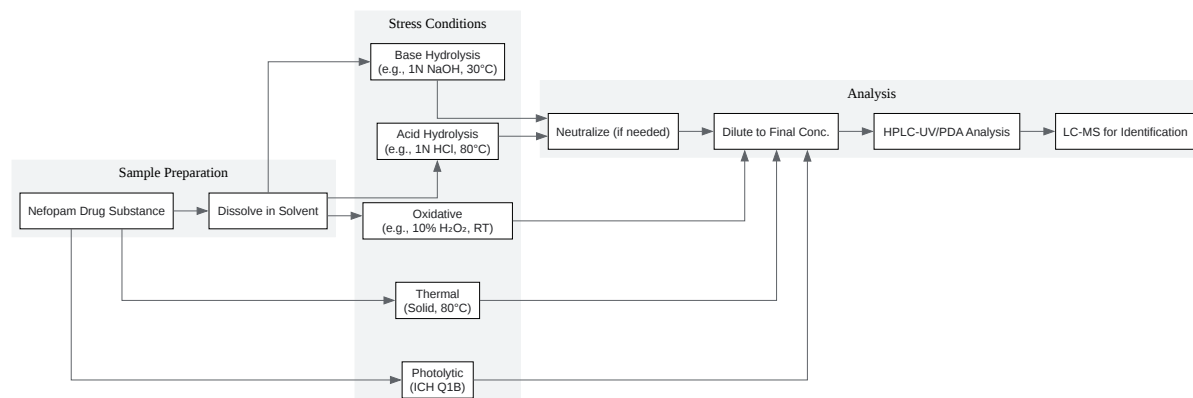 Stress Conditions
Base Hydrolysis
(e.g., 1N NaOH, 30°C)
Analysis
Acid Hydrolysis
(e.g., 1N HCl, 80°C)
Neutralize (if needed)
Dilute to Final Conc.
HPLC-UV/PDA Analysis
LC-MS for Identification
Sample Preparation
Nefopam Drug Substance
Dissolve in Solvent
Oxidative
(e.g., 10% H₂O₂, RT)
Thermal
(Solid, 80°C)
Photolytic
(ICH Q1B)